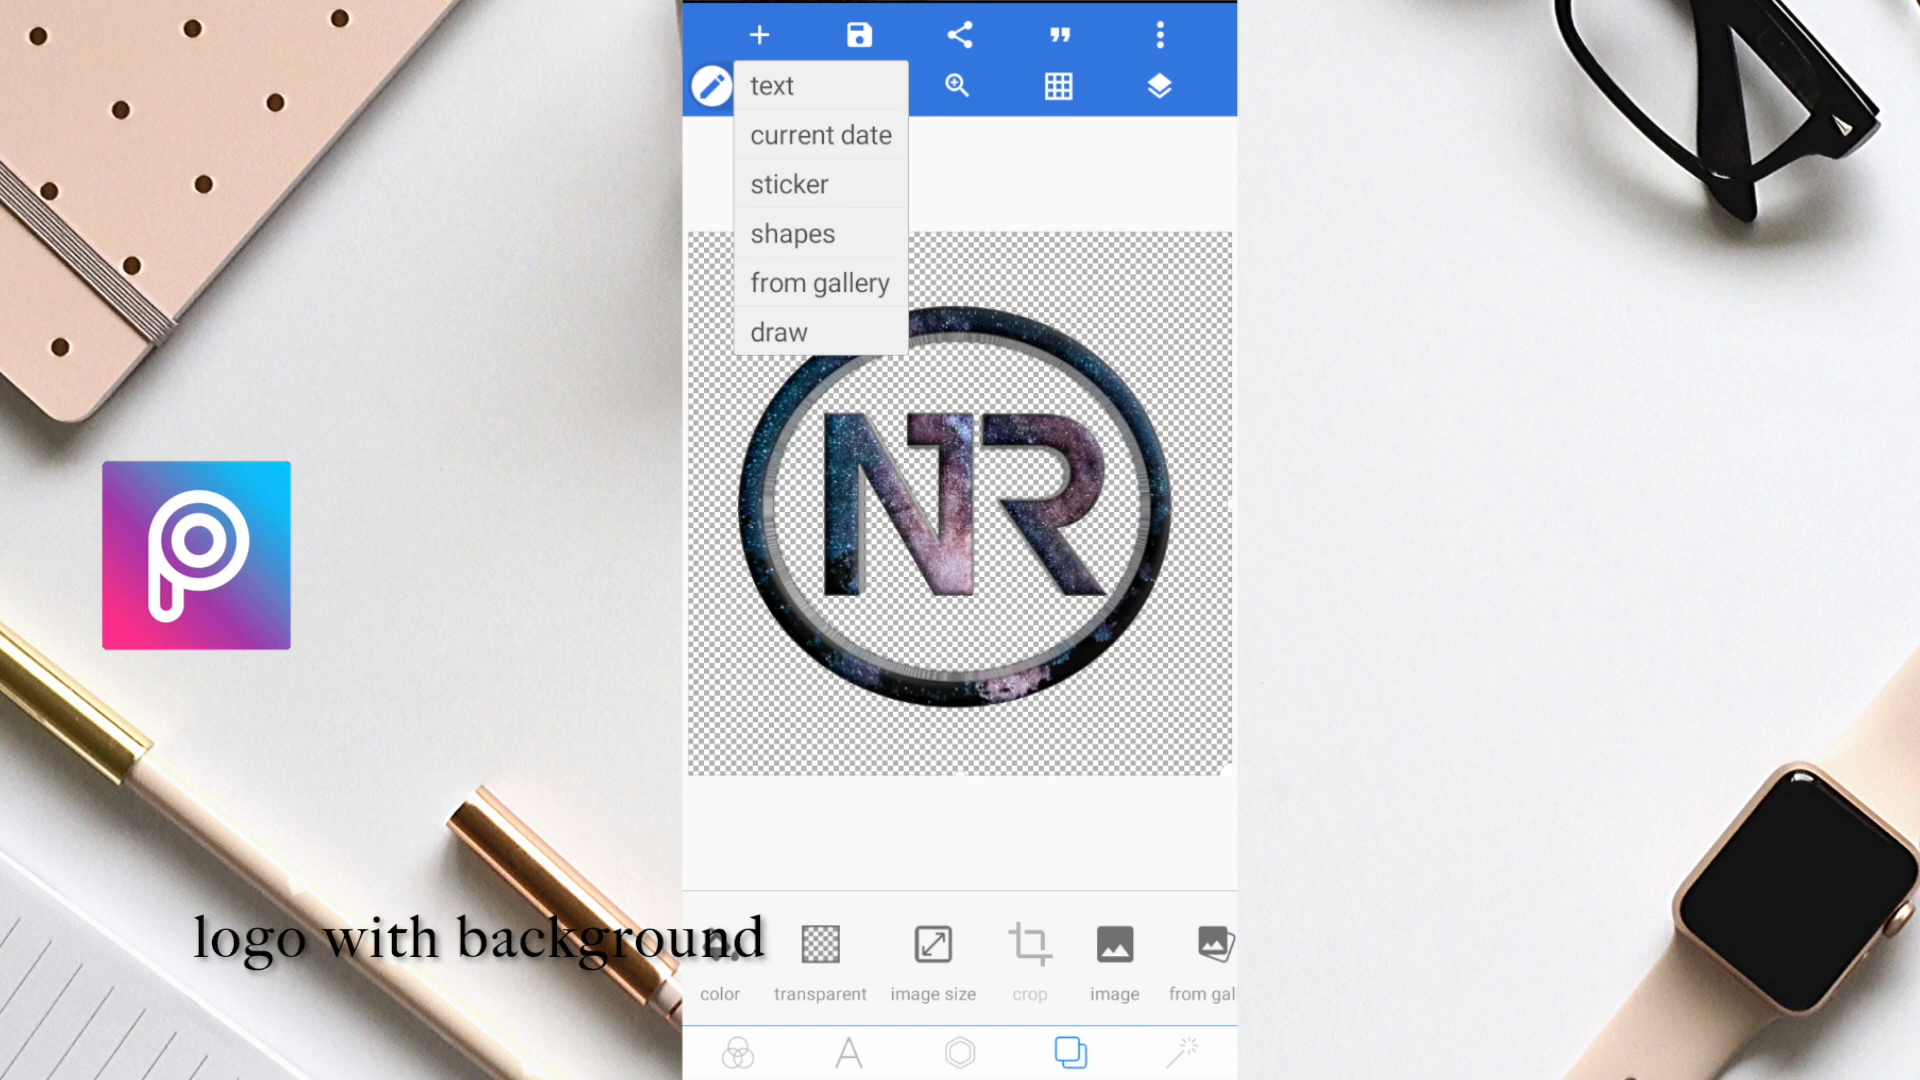 text
current date
sticker
shapes
from gallery
draw
NR
logo with background
color
transparent
image size
crop
image
from gal